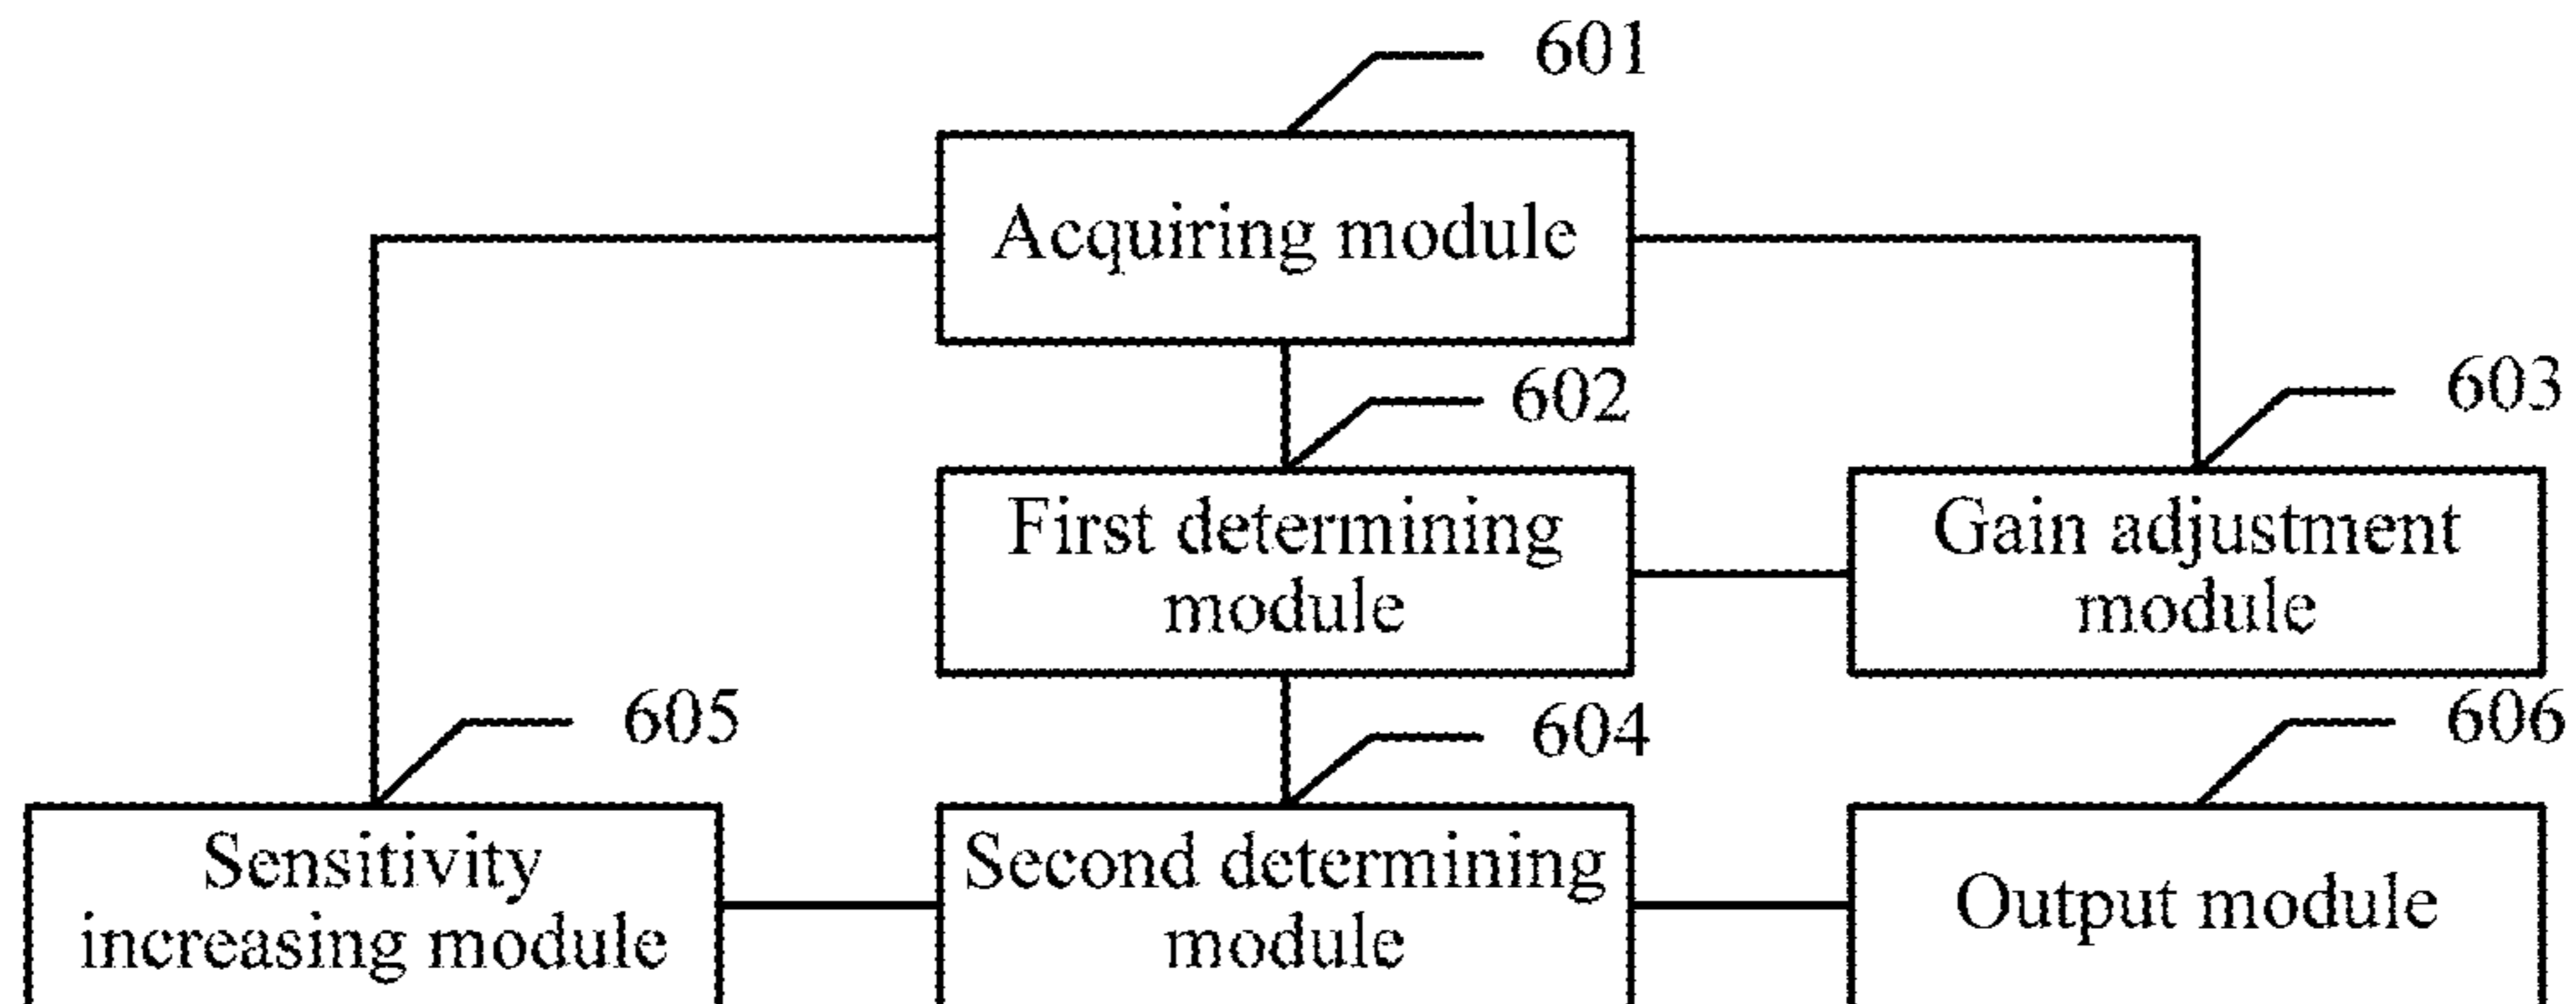 601
Acquiring module
602
603
First determining
module
Gain adjustment
module
605
604
606
Sensitivity
increasing module
Second determining
module
Output module